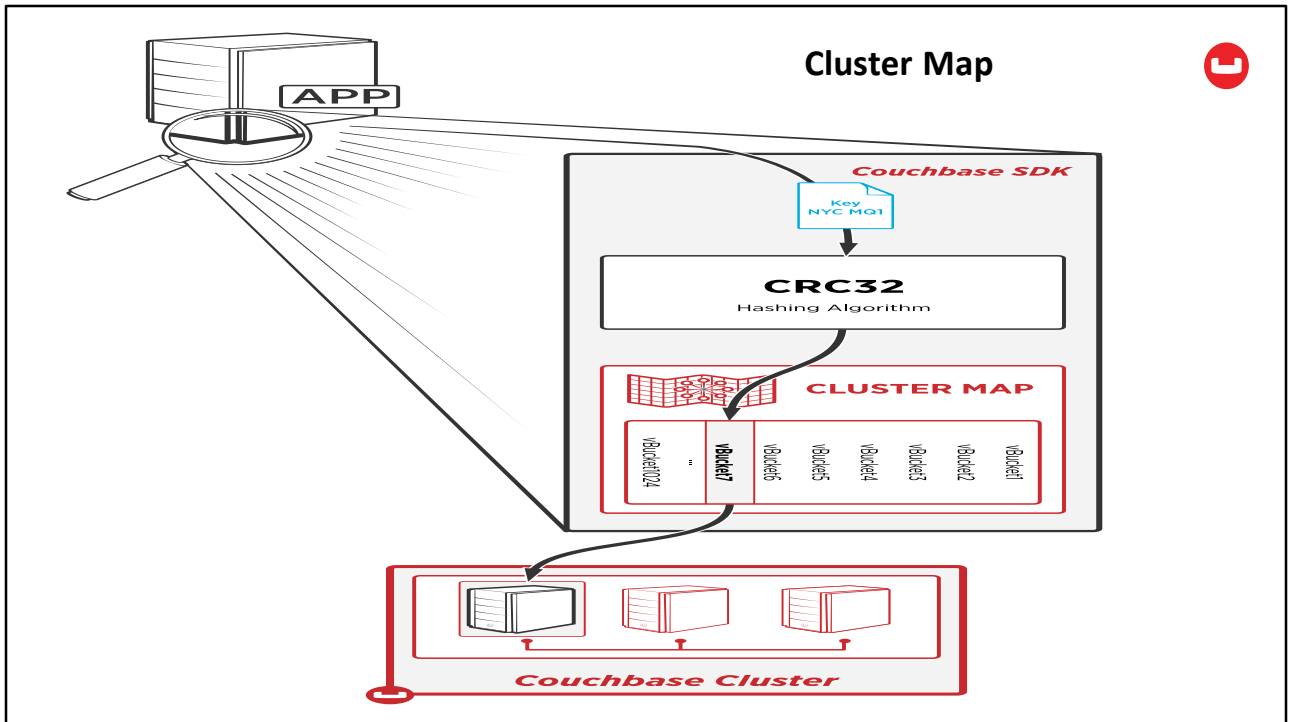 Cluster Map
APP
Couchbase SDK
Key
NYC MQ1
CRC32
Hashing Algorithm
CLUSTER MAP
vBucket1024
...
vBucket7
vBucket6
vBucket5
vBucket4
vBucket3
vBucket2
vBucket1
Couchbase Cluster